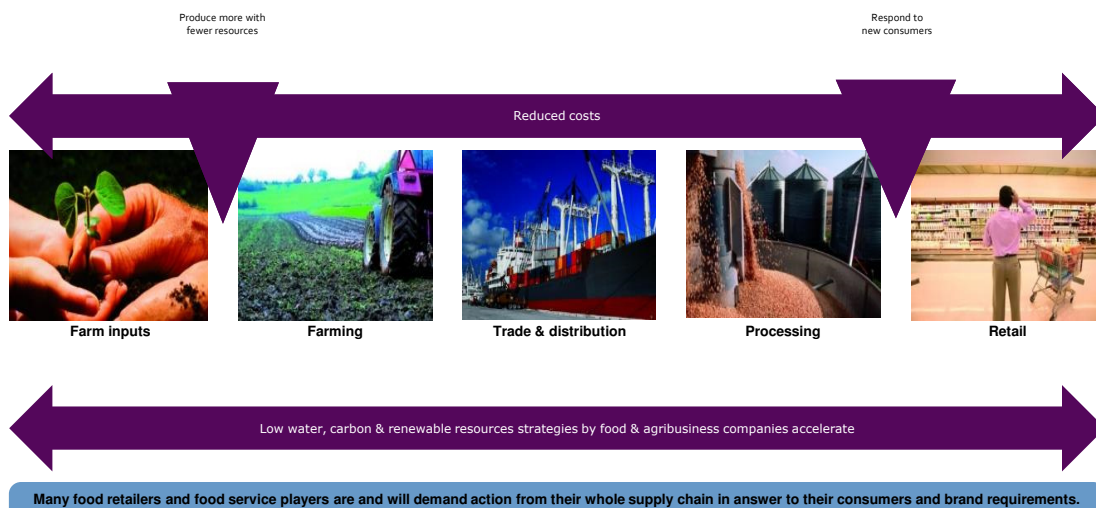 Produce more with
fewer resources
Respond to
new consumers
Reduced costs
Farm inputs
Farming
Trade & distribution
Processing
Retail
Low water, carbon & renewable resources strategies by food & agribusiness companies accelerate
Many food retailers and food service players are and will demand action from their whole supply chain in answer to their consumers and brand requirements.